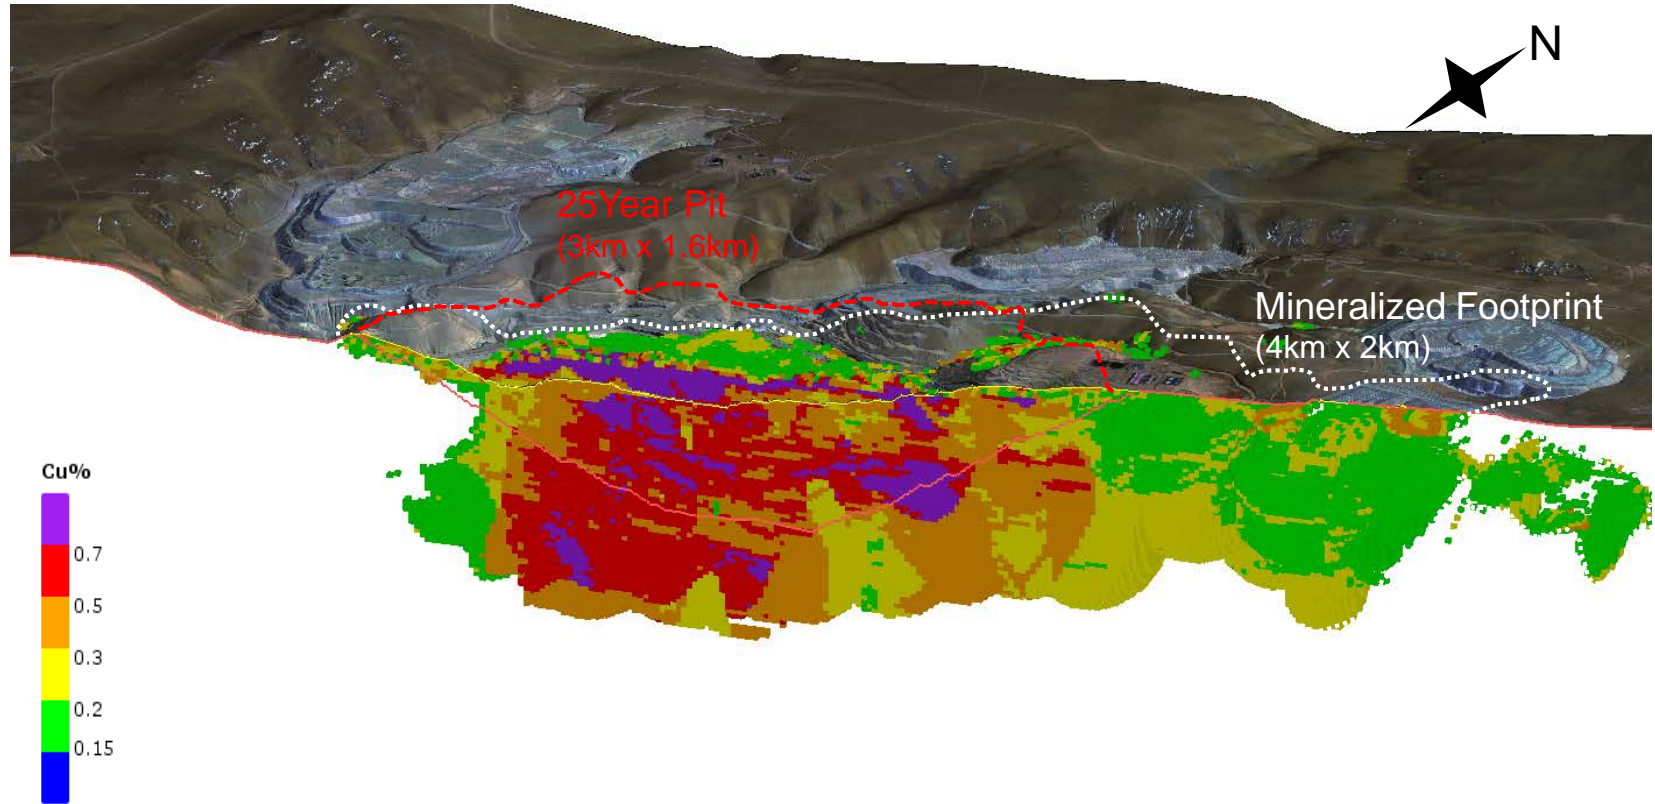 N
25Year Pit
(3km x 1.6km)
Mineralized Footprint
(4km x 2km)
Cu%
0.7
0.5
0.3
0.2
0.15